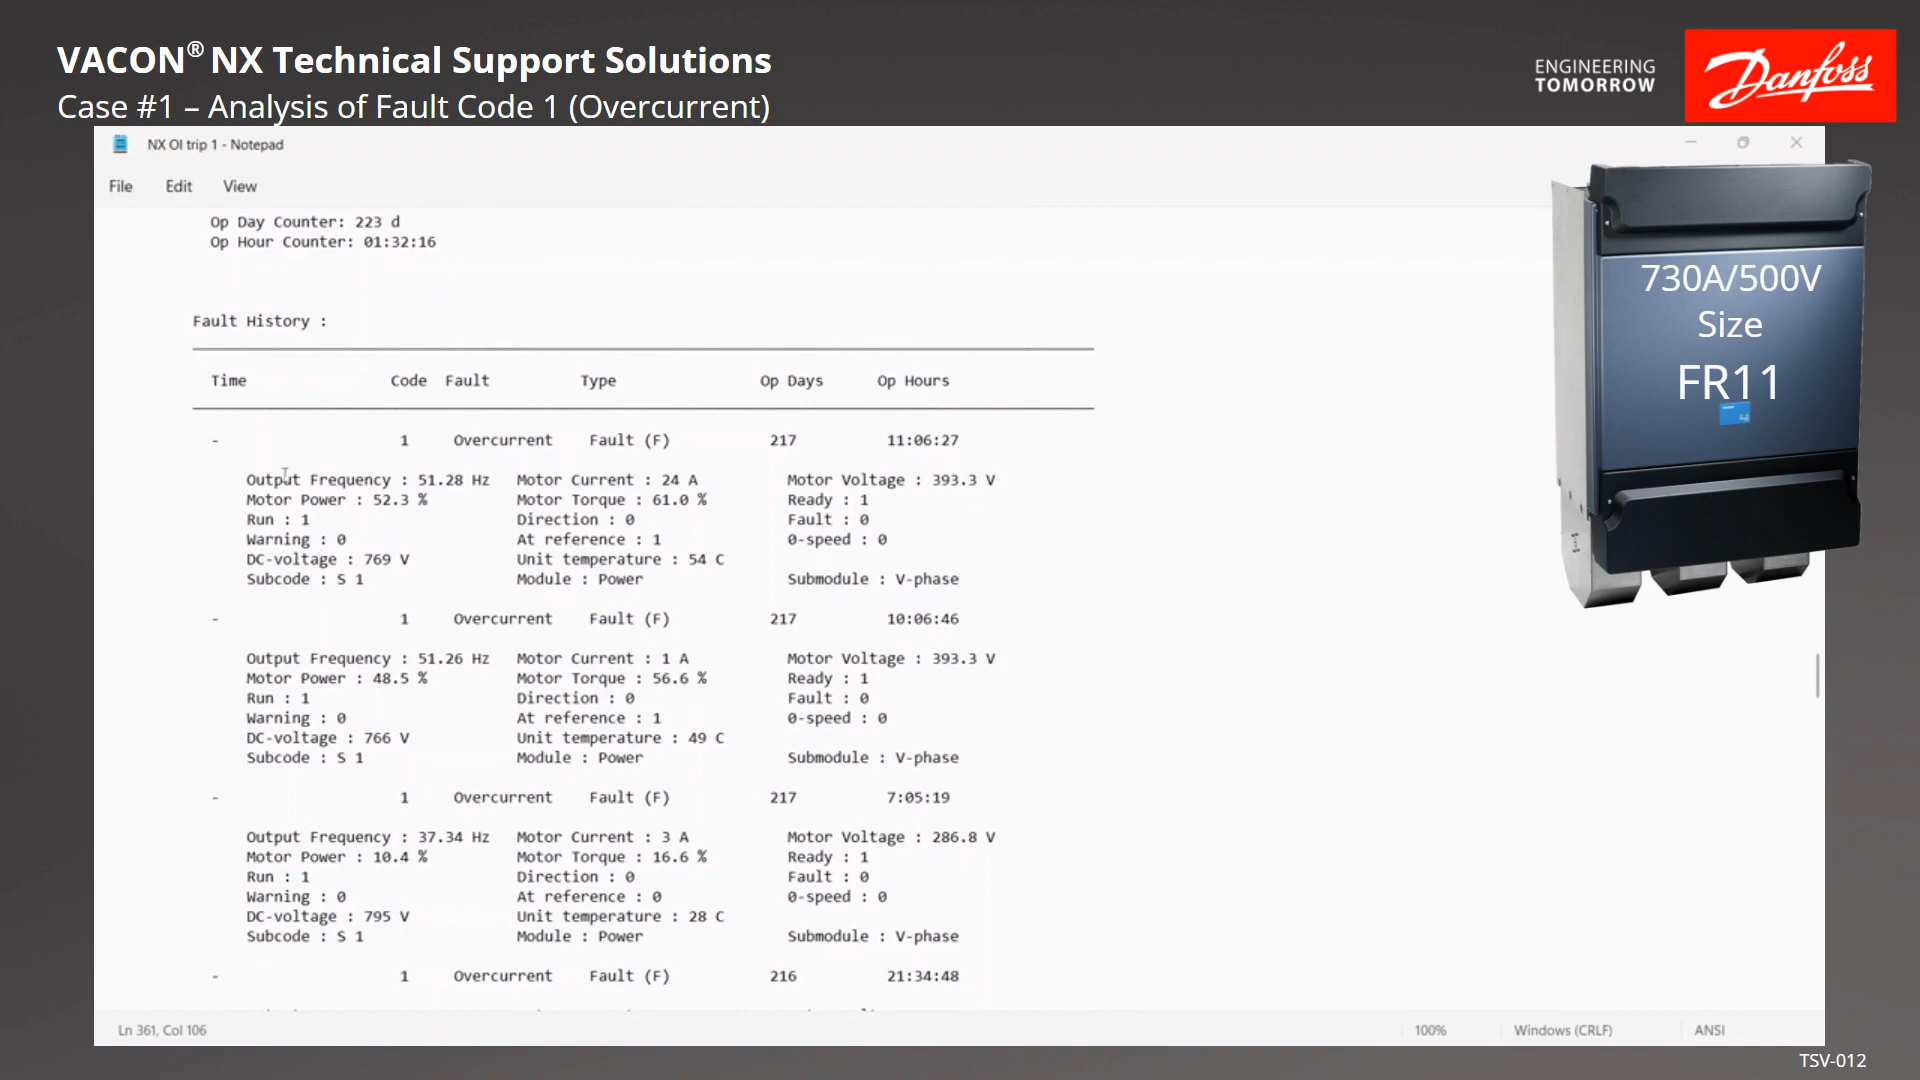 VACON® NX Technical Support Solutions
Case #1 – Analysis of Fault Code 1 (Overcurrent)
ENGINEERING
TOMORROW
Danfoss
NX OI trip 1 - Notepad
File Edit View
Op Day Counter: 223 d
Op Hour Counter: 01:32:16
Fault History :
Time Code Fault Type Op Days Op Hours
- 1 Overcurrent Fault (F) 217 11:06:27
Output Frequency : 51.28 Hz Motor Current : 24 A Motor Voltage : 393.3 V
Motor Power : 52.3 % Motor Torque : 61.0 % Ready : 1
Run : 1 Direction : 0 Fault : 0
Warning : 0 At reference : 1 0-speed : 0
DC-voltage : 769 V Unit temperature : 54 C
Subcode : S 1 Module : Power Submodule : V-phase
- 1 Overcurrent Fault (F) 217 10:06:46
Output Frequency : 51.26 Hz Motor Current : 1 A Motor Voltage : 393.3 V
Motor Power : 48.5 % Motor Torque : 56.6 % Ready : 1
Run : 1 Direction : 0 Fault : 0
Warning : 0 At reference : 1 0-speed : 0
DC-voltage : 766 V Unit temperature : 49 C
Subcode : S 1 Module : Power Submodule : V-phase
- 1 Overcurrent Fault (F) 217 7:05:19
Output Frequency : 37.34 Hz Motor Current : 3 A Motor Voltage : 286.8 V
Motor Power : 10.4 % Motor Torque : 16.6 % Ready : 1
Run : 1 Direction : 0 Fault : 0
Warning : 0 At reference : 0 0-speed : 0
DC-voltage : 795 V Unit temperature : 28 C
Subcode : S 1 Module : Power Submodule : V-phase
- 1 Overcurrent Fault (F) 216 21:34:48
730A/500V
Size
FR11
Ln 361, Col 106 100% Windows (CRLF) ANSI
TSV-012